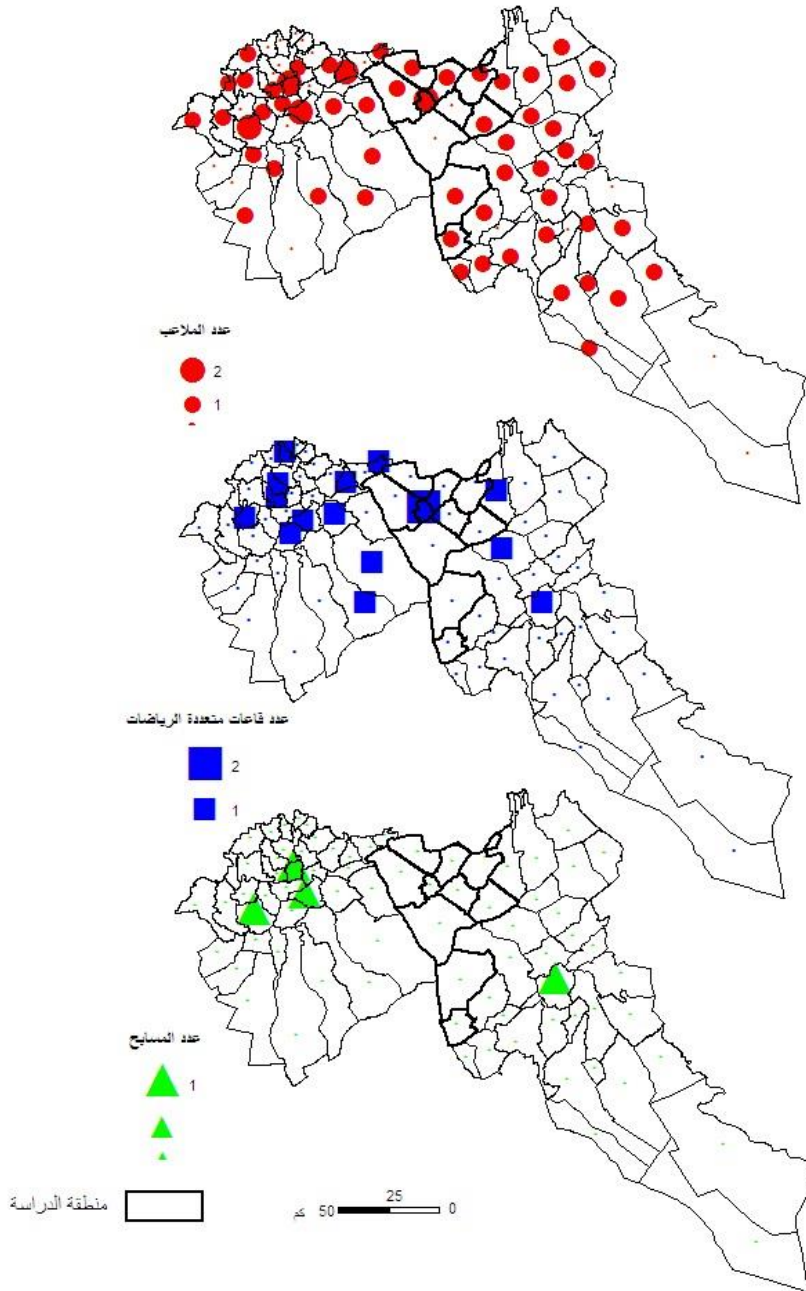 عدد الملاعب
2
1
عدد قاعات متعددة الرياضات
2
1
عدد المسابح
1
منطقة الدراسة
كم 50 25 0